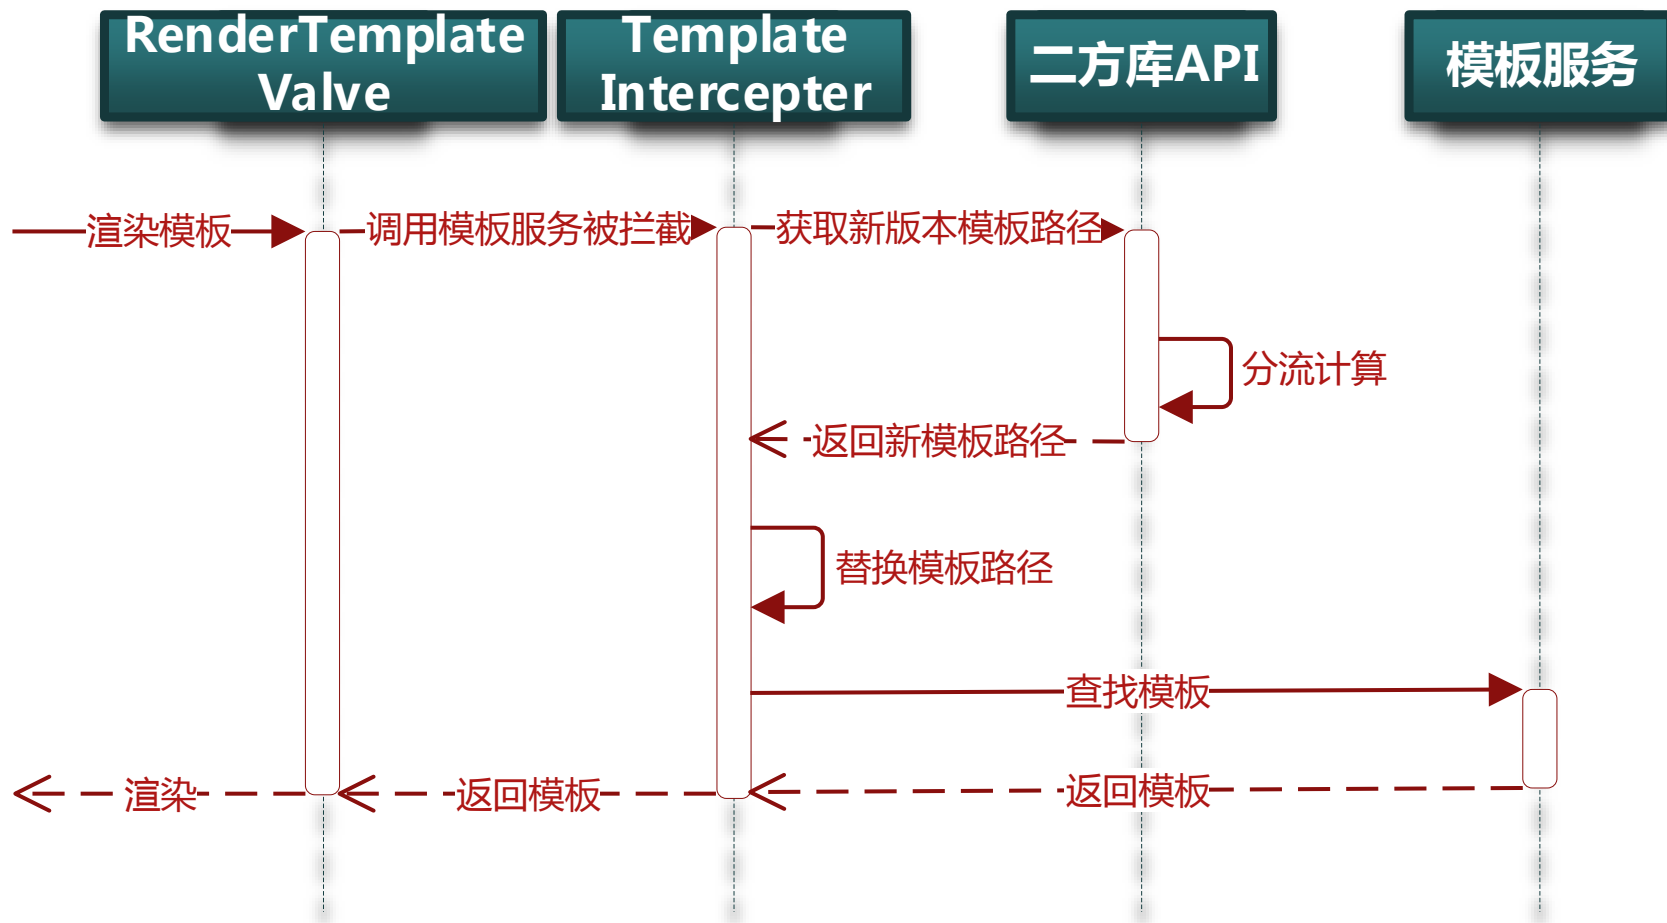 RenderTemplate
Valve
Template
Intercepter
二方库API
模板服务
渲染模板
调用模板服务被拦截
获取新版本模板路径
分流计算
返回新模板路径
替换模板路径
查找模板
渲染
返回模板
返回模板